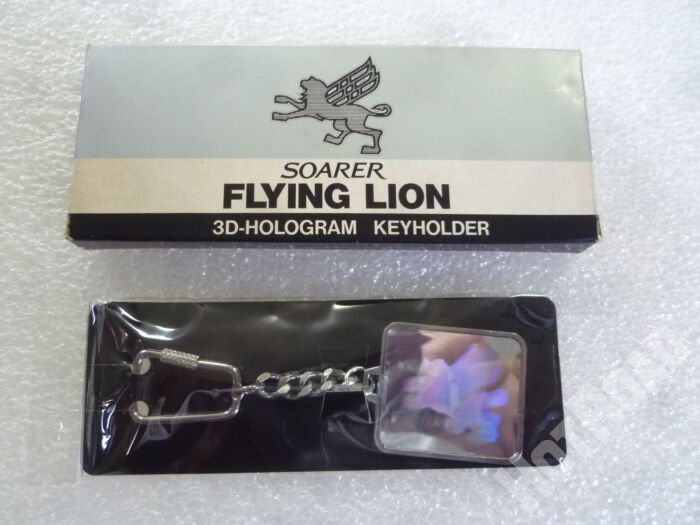 SOARER
FLYING LION
3D-HOLOGRAM KEYHOLDER